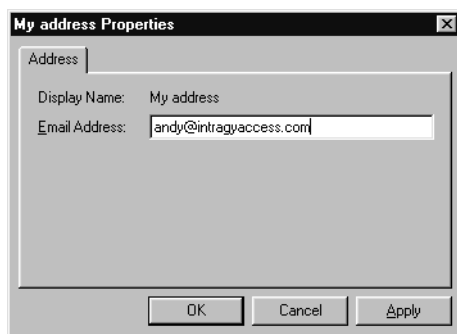 My address Properties
Address
Display Name: My address
Email Address: andy@intragyaccess.com
OK Cancel Apply